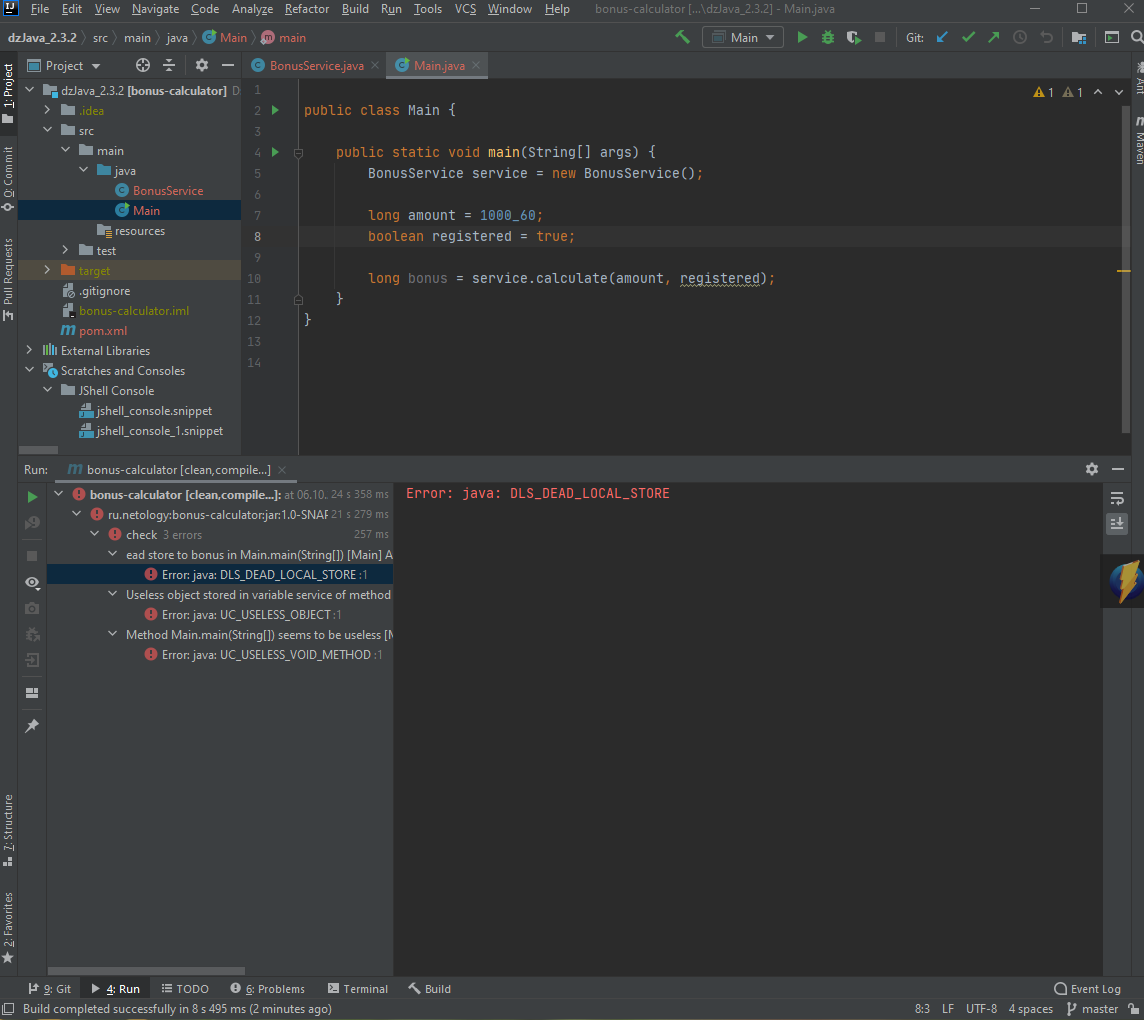 File Edit View Navigate Code Analyze Refactor Build Run Tools VCS Window Help bonus-calculator [...\dzJava_2.3.2] - Main.java
dzJava_2.3.2 src main java Main main Main Git:
1: Project
Commit
Pull Requests
7: Structure
2: Favorites
Project
dzJava_2.3.2 [bonus-calculator] D
.idea
src
main
java
BonusService
Main
resources
test
target
.gitignore
bonus-calculator.iml
pom.xml
External Libraries
Scratches and Consoles
JShell Console
jshell_console.snippet
jshell_console_1.snippet
BonusService.java Main.java
1 1 1
2 public class Main {
3
4 public static void main(String[] args) {
5 BonusService service = new BonusService();
6
7 long amount = 1000_60;
8 boolean registered = true;
9
10 long bonus = service.calculate(amount, registered);
11 }
12 }
13
14
Ant
Maven
Run: bonus-calculator [clean,compile...]
bonus-calculator [clean,compile...]: at 06.10. 24 s 358 ms
ru.netology:bonus-calculator:jar:1.0-SNAP 21 s 279 ms
check 3 errors 257 ms
ead store to bonus in Main.main(String[]) [Main] A
Error: java: DLS_DEAD_LOCAL_STORE :1
Useless object stored in variable service of method
Error: java: UC_USELESS_OBJECT :1
Method Main.main(String[]) seems to be useless [M
Error: java: UC_USELESS_VOID_METHOD :1
Error: java: DLS_DEAD_LOCAL_STORE
9: Git 4: Run TODO 6: Problems Terminal Build Event Log
Build completed successfully in 8 s 495 ms (2 minutes ago) 8:3 LF UTF-8 4 spaces master